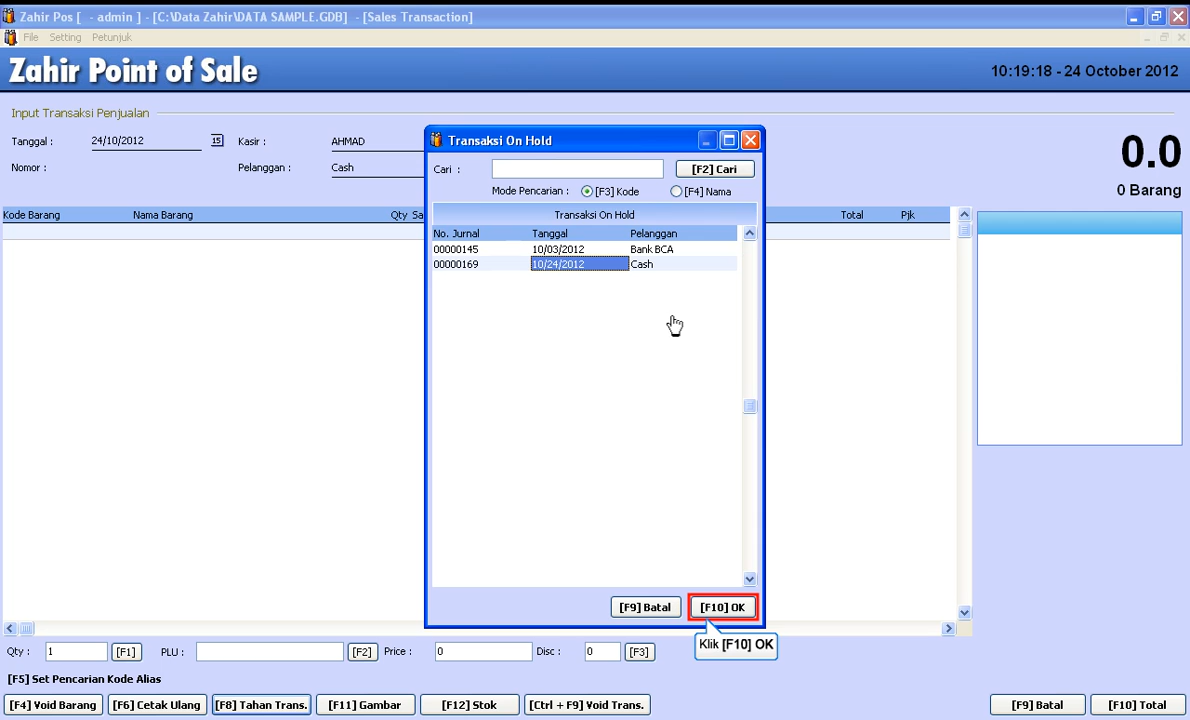 Zahir Pos [ - admin ] - [C:\Data Zahir\DATA SAMPLE.GDB] - [Sales Transaction]
File Setting Petunjuk
Zahir Point of Sale
10:19:18 - 24 October 2012
Input Transaksi Penjualan
Tanggal : 24/10/2012 15 Kasir : AHMAD
Nomor : Pelanggan : Cash
0.0
0 Barang
Kode Barang Nama Barang Qty Sa Total Pjk
Transaksi On Hold
Cari : [F2] Cari
Mode Pencarian : [F3] Kode [F4] Nama
Transaksi On Hold
No. Jurnal Tanggal Pelanggan
00000145 10/03/2012 Bank BCA
00000169 10/24/2012 Cash
[F9] Batal [F10] OK
Klik [F10] OK
Qty : 1 [F1] PLU : [F2] Price : 0 Disc : 0 [F3]
[F5] Set Pencarian Kode Alias
[F4] Void Barang [F6] Cetak Ulang [F8] Tahan Trans. [F11] Gambar [F12] Stok [Ctrl + F9] Void Trans. [F9] Batal [F10] Total